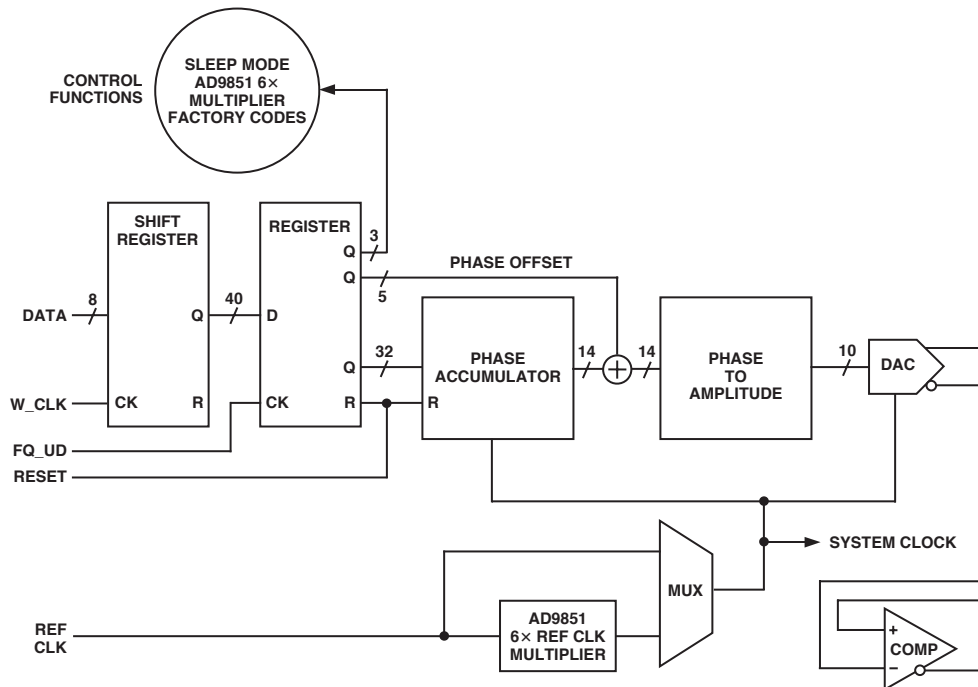 SLEEP MODE
AD9851 6×
MULTIPLIER
FACTORY CODES
CONTROL
FUNCTIONS
SHIFT
REGISTER
REGISTER
Q
3
PHASE OFFSET
Q
5
DATA
8
Q
40
D
Q
32
PHASE
ACCUMULATOR
14
+
14
PHASE
TO
AMPLITUDE
10
DAC
W_CLK
CK
R
CK
R
R
FQ_UD
RESET
SYSTEM CLOCK
MUX
REF
CLK
AD9851
6× REF CLK
MULTIPLIER
+
COMP
–